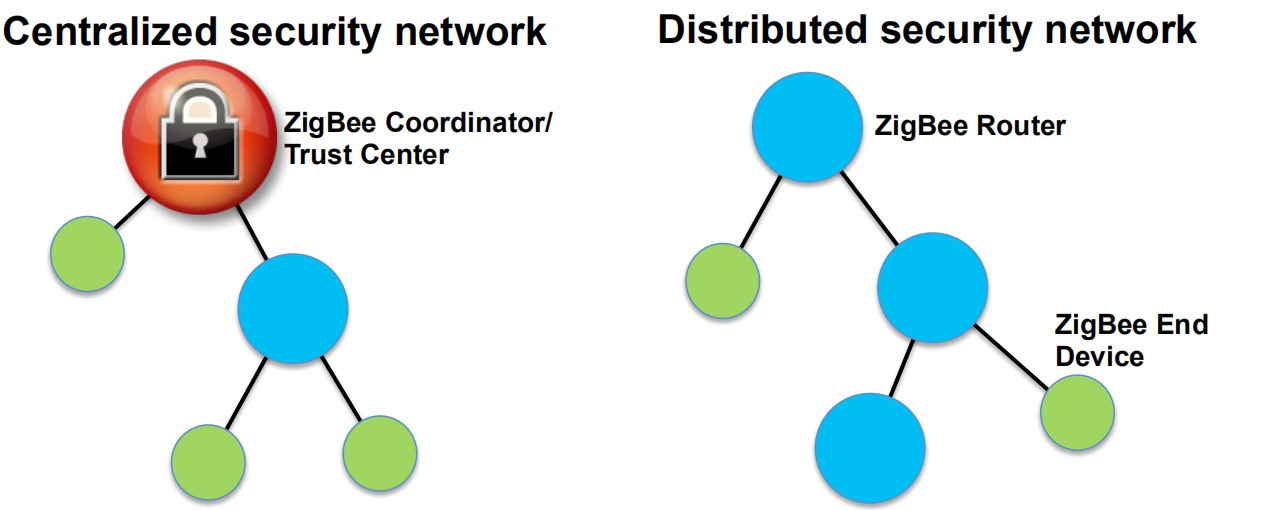 Centralized security network
ZigBee Coordinator/
Trust Center
Distributed security network
ZigBee Router
ZigBee End
Device